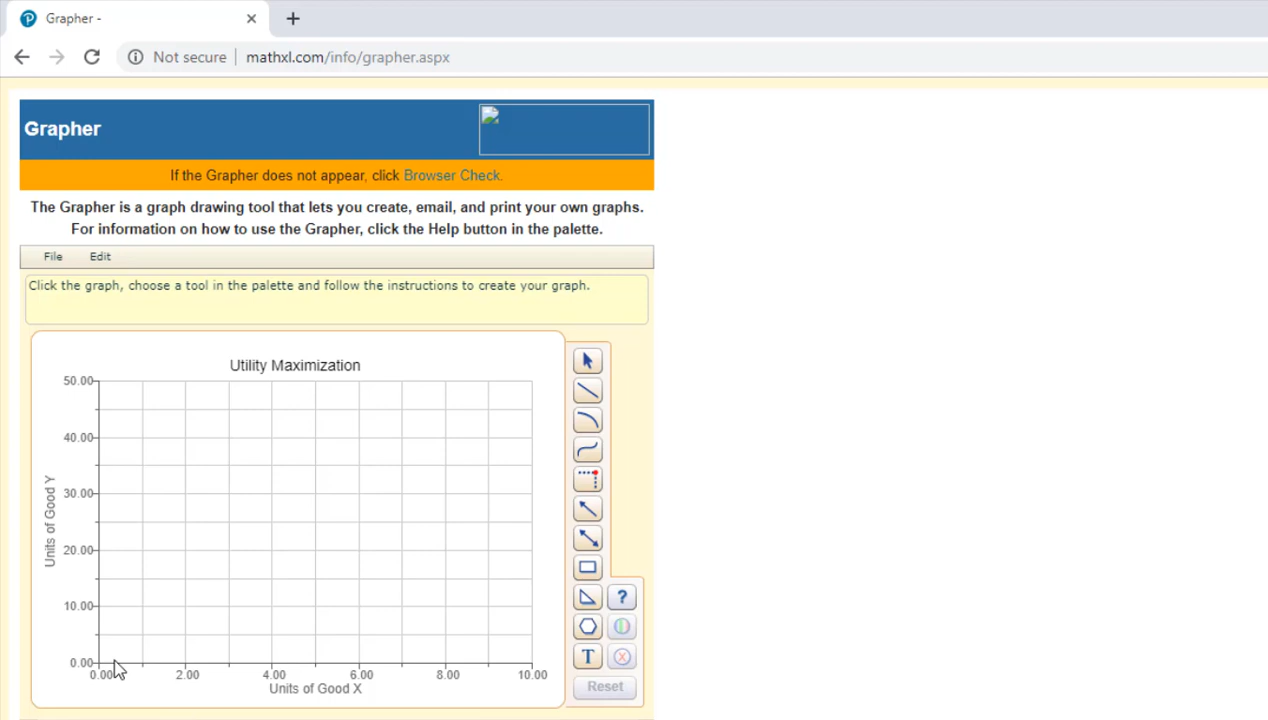 Grapher -
Not secure mathxl.com/info/grapher.aspx
Grapher
If the Grapher does not appear, click Browser Check.
The Grapher is a graph drawing tool that lets you create, email, and print your own graphs.
For information on how to use the Grapher, click the Help button in the palette.
File Edit
Click the graph, choose a tool in the palette and follow the instructions to create your graph.
Utility Maximization
50.00
40.00
30.00
20.00
10.00
0.00
Units of Good Y
0.00 2.00 4.00 6.00 8.00 10.00
Units of Good X
?
T
Reset